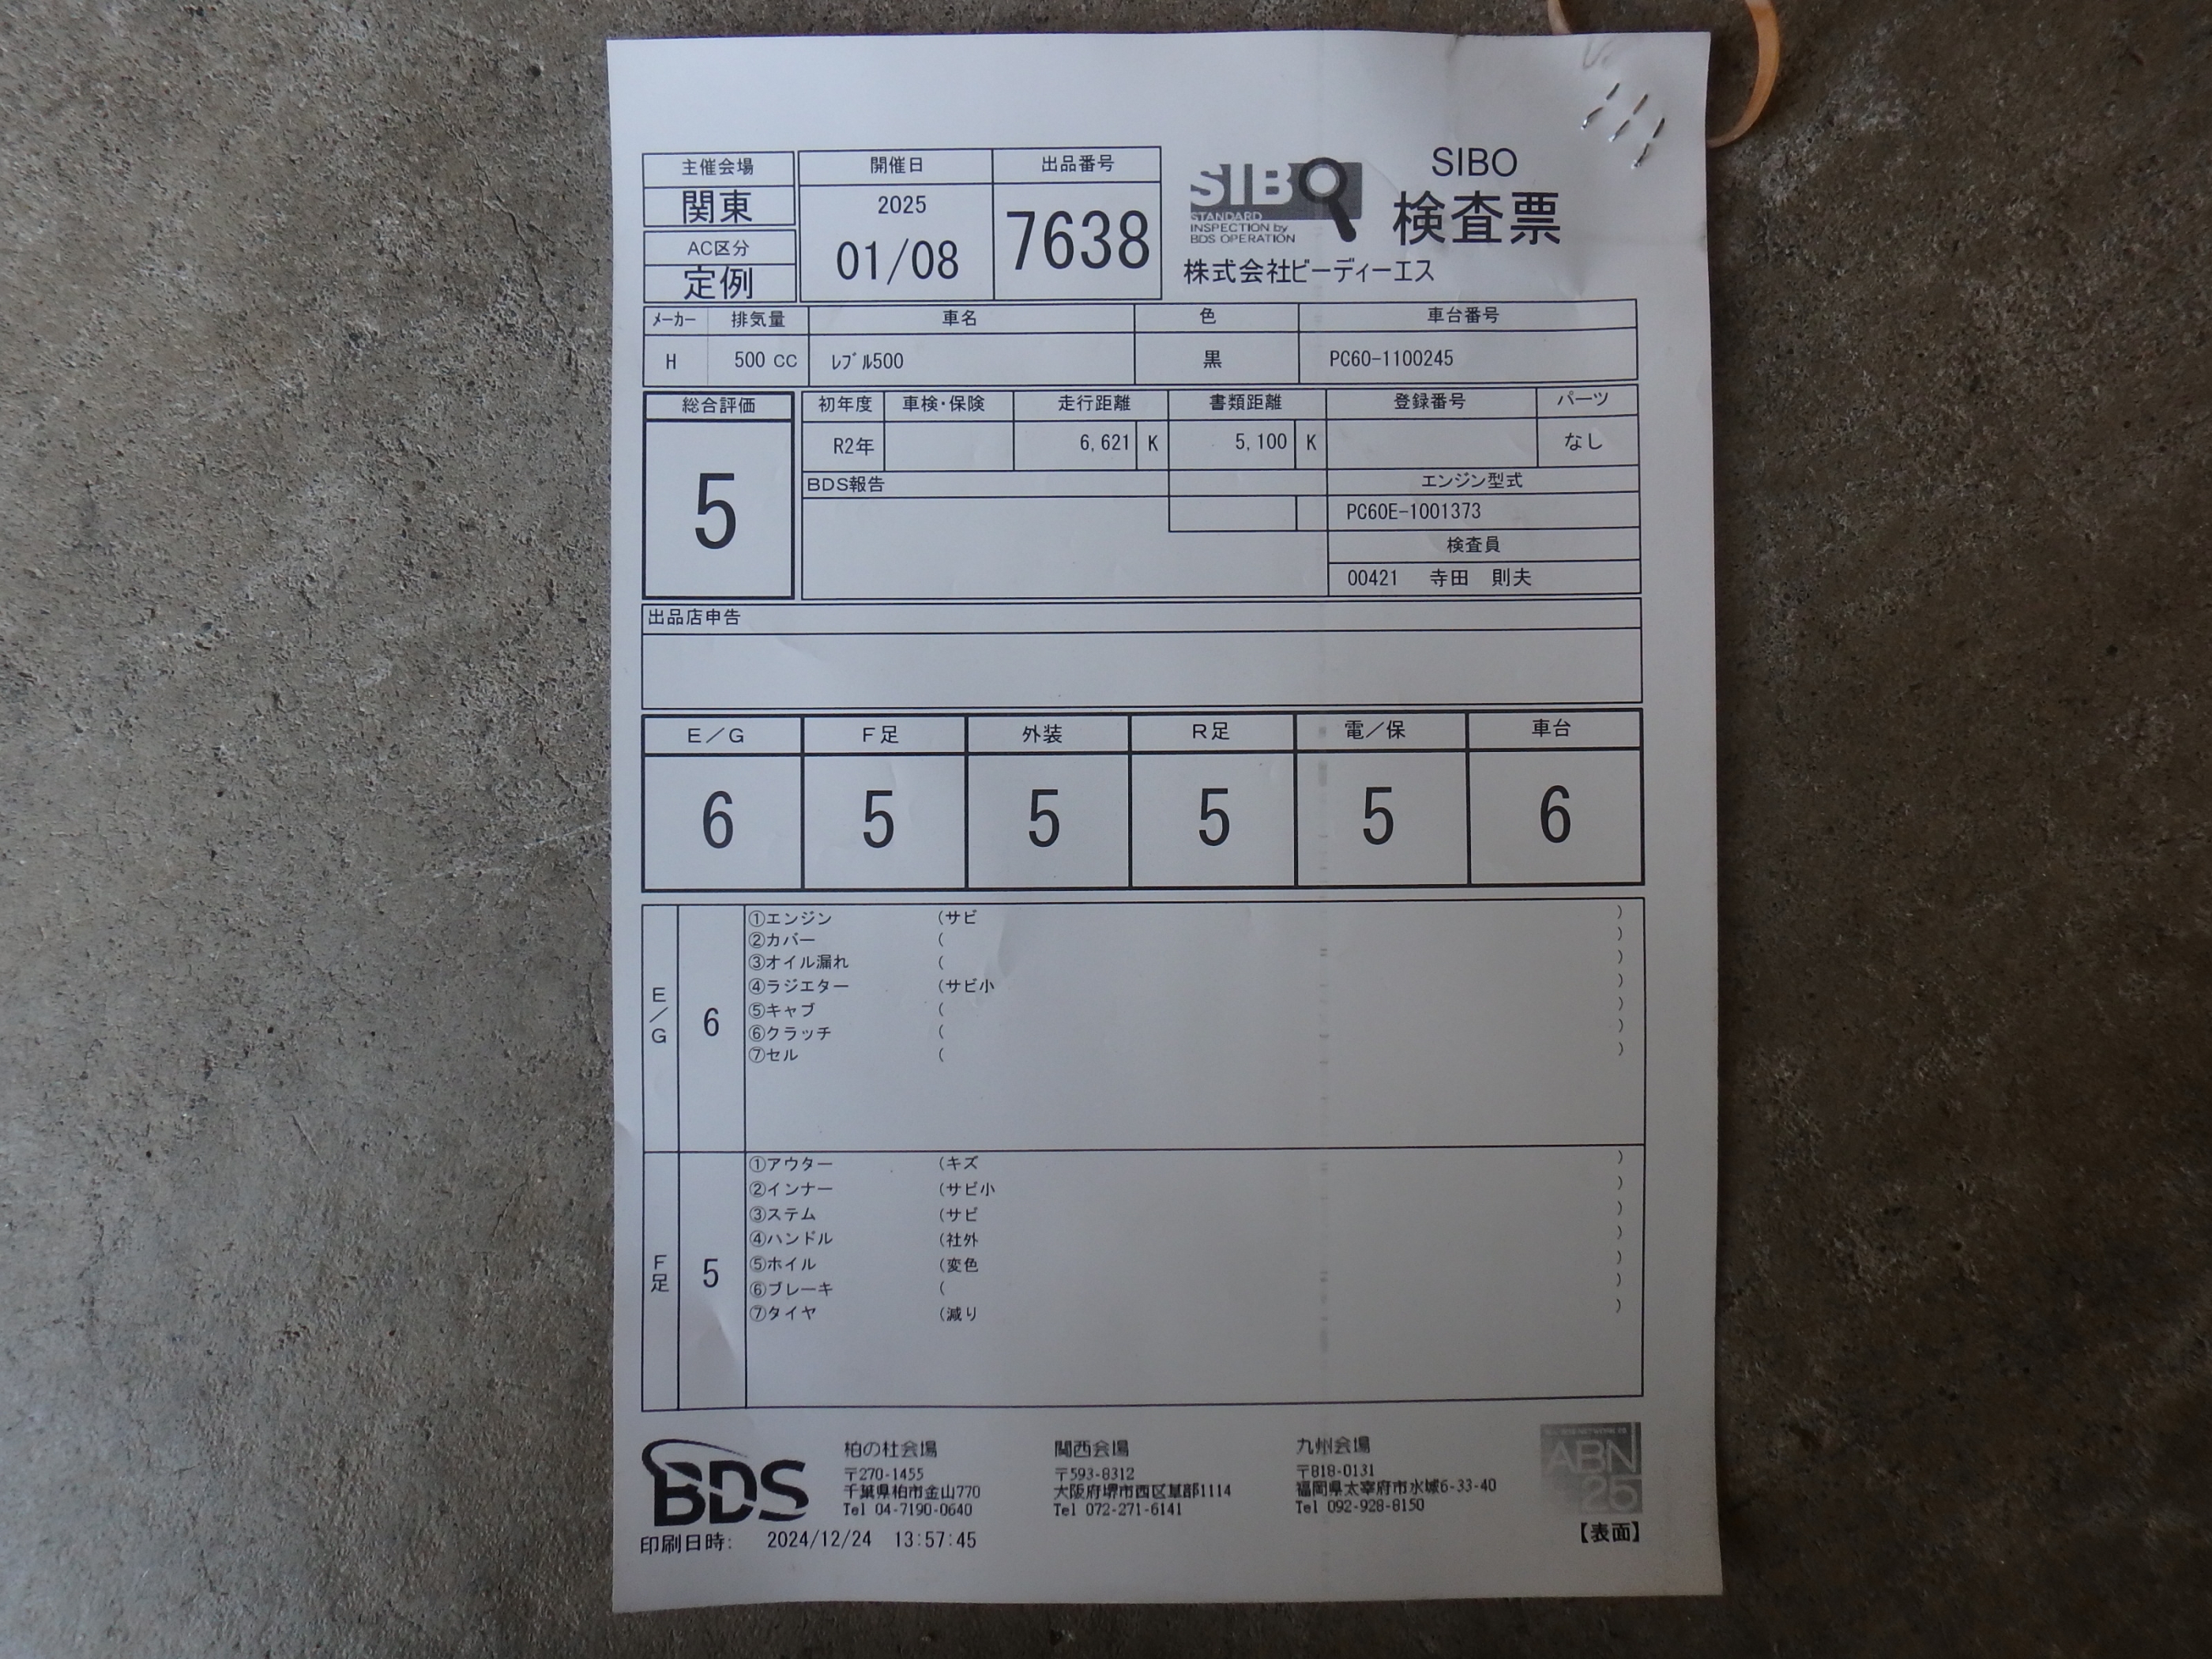 主催会場
関東
AC区分
定例
開催日
2025
01/08
出品番号
7638
SIBO
STANDARD
INSPECTION by
BDS OPERATION
SIBO
検査票
株式会社ビーディーエス
ﾒｰｶｰ 排気量 車名 色 車台番号
H 500 CC ﾚﾌﾞﾙ500 黒 PC60-1100245
総合評価
5
初年度 車検・保険 走行距離 書類距離 登録番号 パーツ
R2年 6,621 K 5,100 K なし
BDS報告
エンジン型式
PC60E-1001373
検査員
00421 寺田 則夫
出品店申告
E／G F足 外装 R足 電／保 車台
6 5 5 5 5 6
E／G
6
①エンジン (サビ )
②カバー ( )
③オイル漏れ ( )
④ラジエター (サビ小 )
⑤キャブ ( )
⑥クラッチ ( )
⑦セル ( )
F足
5
①アウター (キズ )
②インナー (サビ小 )
③ステム (サビ )
④ハンドル (社外 )
⑤ホイル (変色 )
⑥ブレーキ ( )
⑦タイヤ (減り )
BDS
柏の杜会場
〒270-1455
千葉県柏市金山770
Tel 04-7190-0640
関西会場
〒593-8312
大阪府堺市西区草部1114
Tel 072-271-6141
九州会場
〒818-0131
福岡県太宰府市水城6-33-40
Tel 092-928-8150
ABN
25
【表面】
印刷日時: 2024/12/24 13:57:45